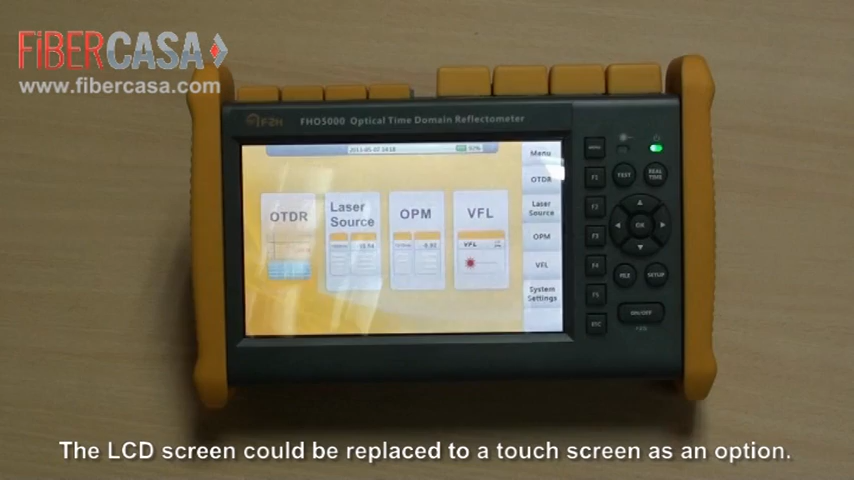 FiBERCASA
www.fibercasa.com
FHO5000 Optical Time Domain Reflectometer
Menu
OTDR
Laser
Source
OPM
VFL
System
Settings
OTDR
Laser
Source
OPM
VFL
VFL
MENU
F1
F2
F3
F4
F5
ESC
TEST
REAL
TIME
OK
FILE
SETUP
ON/OFF
The LCD screen could be replaced to a touch screen as an option.